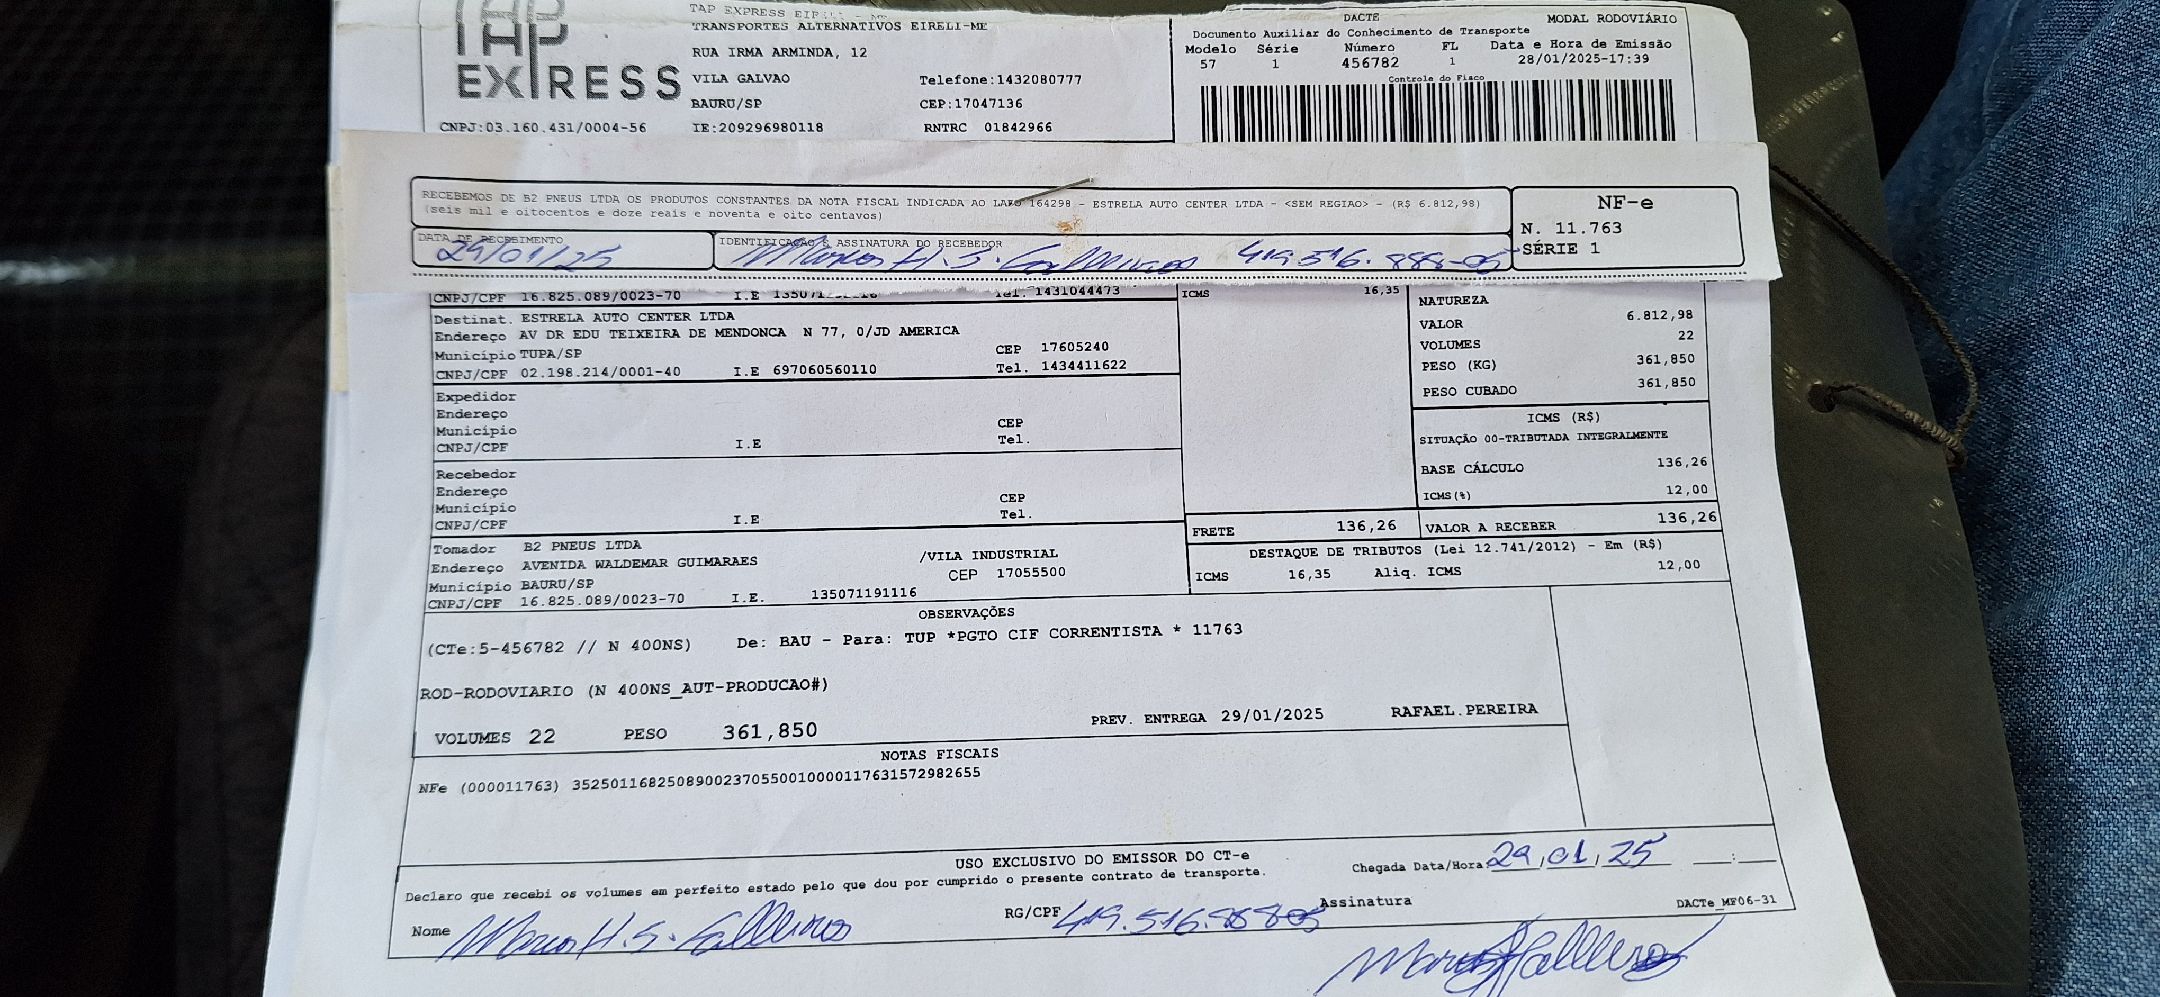 TAP EXPRESS
TRANSPORTES ALTERNATIVOS EIRELI-ME
RUA IRMA ARMINDA, 12
VILA GALVAO Telefone:1432080777
BAURU/SP CEP:17047136
CNPJ:03.160.431/0004-56 IE:209296980118 RNTRC 01842966
DACTE MODAL RODOVIÁRIO
Documento Auxiliar do Conhecimento de Transporte
Modelo Série Número FL Data e Hora de Emissão
57 1 456782 1 28/01/2025-17:39
Controle do Fisco
RECEBEMOS DE B2 PNEUS LTDA OS PRODUTOS CONSTANTES DA NOTA FISCAL INDICADA AO LADO 164298 - ESTRELA AUTO CENTER LTDA - <SEM REGIAO> - (R$ 6.812,98)
(seis mil e oitocentos e doze reais e noventa e oito centavos)
DATA DE RECEBIMENTO IDENTIFICAÇÃO E ASSINATURA DO RECEBEDOR
29/01/25 H.S. 419.516.888-05
NF-e
N. 11.763
SÉRIE 1
CNPJ/CPF 16.825.089/0023-70 I.E Tel. 1431044473
Destinat. ESTRELA AUTO CENTER LTDA
Endereço AV DR EDU TEIXEIRA DE MENDONCA N 77, 0/JD AMERICA
Município TUPA/SP CEP 17605240
CNPJ/CPF 02.198.214/0001-40 I.E 697060560110 Tel. 1434411622
Expedidor
Endereço
Município CEP
CNPJ/CPF I.E Tel.
Recebedor
Endereço
Município CEP
CNPJ/CPF I.E Tel.
Tomador B2 PNEUS LTDA
Endereço AVENIDA WALDEMAR GUIMARAES /VILA INDUSTRIAL
Município BAURU/SP CEP 17055500
CNPJ/CPF 16.825.089/0023-70 I.E. 135071191116
ICMS 16,35
NATUREZA
VALOR 6.812,98
VOLUMES 22
PESO (KG) 361,850
PESO CUBADO 361,850
ICMS (R$)
SITUAÇÃO 00-TRIBUTADA INTEGRALMENTE
BASE CÁLCULO 136,26
ICMS(%) 12,00
FRETE 136,26 VALOR A RECEBER 136,26
DESTAQUE DE TRIBUTOS (Lei 12.741/2012) - Em (R$)
ICMS 16,35 Aliq. ICMS 12,00
OBSERVAÇÕES
(CTe:5-456782 // N 400NS) De: BAU - Para: TUP *PGTO CIF CORRENTISTA * 11763
ROD-RODOVIARIO (N 400NS_AUT-PRODUCAO#)
VOLUMES 22 PESO 361,850 PREV. ENTREGA 29/01/2025 RAFAEL.PEREIRA
NOTAS FISCAIS
NFe (000011763) 35250116825089002370550010000117631572982655
USO EXCLUSIVO DO EMISSOR DO CT-e
Declaro que recebi os volumes em perfeito estado pelo que dou por cumprido o presente contrato de transporte.
Chegada Data/Hora 29,01,25 __:__
Nome H.S. RG/CPF 419.516.888-05 Assinatura
DACTe_MF06-31